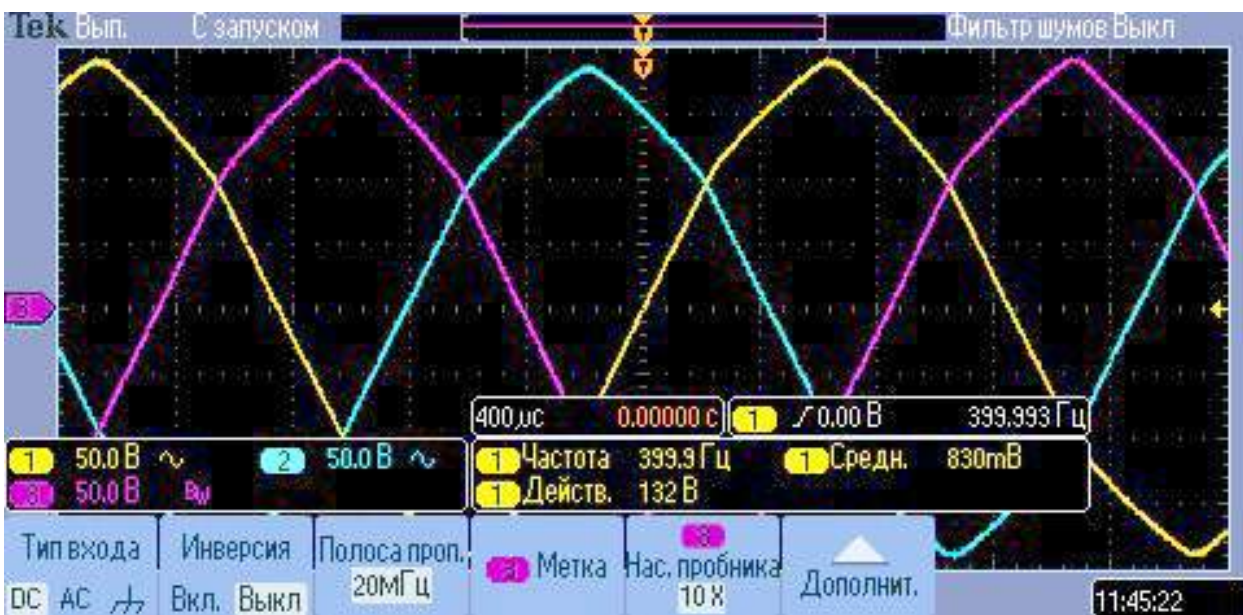 Tek Вып. С запуском Фильтр шумов Выкл
T
T
3
400µс 0.00000 с 1 0.00 В 399.993 Гц
1 50.0 В 2 50.0 В
3 50.0 В BW
1 Частота 399.9 Гц 1 Средн. 830mВ
1 Действ. 132 В
Тип входа
DC AC
Инверсия
Вкл. Выкл
Полоса проп.
20МГц
3 Метка
3
Нас. пробника
10 X
Дополнит.
11:45:22